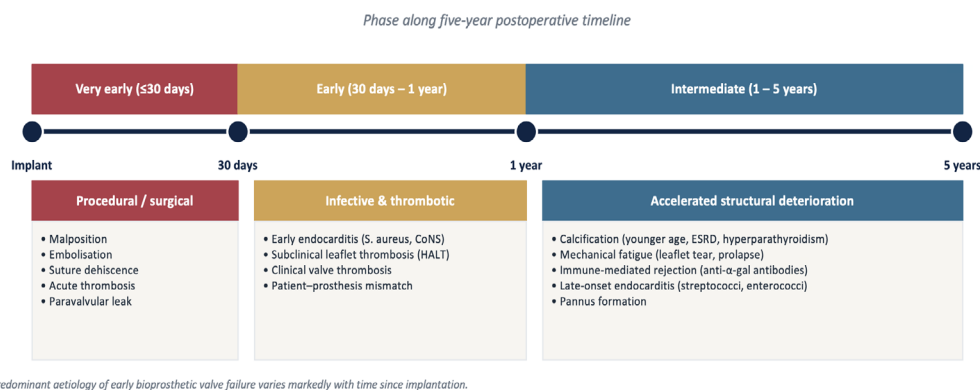 Phase along five-year postoperative timeline
Very early (≤30 days)
Early (30 days – 1 year)
Intermediate (1 – 5 years)
Implant
30 days
1 year
5 years
Procedural / surgical
• Malposition
• Embolisation
• Suture dehiscence
• Acute thrombosis
• Paravalvular leak
Infective & thrombotic
• Early endocarditis (S. aureus, CoNS)
• Subclinical leaflet thrombosis (HALT)
• Clinical valve thrombosis
• Patient–prosthesis mismatch
Accelerated structural deterioration
• Calcification (younger age, ESRD, hyperparathyroidism)
• Mechanical fatigue (leaflet tear, prolapse)
• Immune-mediated rejection (anti-α-gal antibodies)
• Late-onset endocarditis (streptococci, enterococci)
• Pannus formation
redominant aetiology of early bioprosthetic valve failure varies markedly with time since implantation.